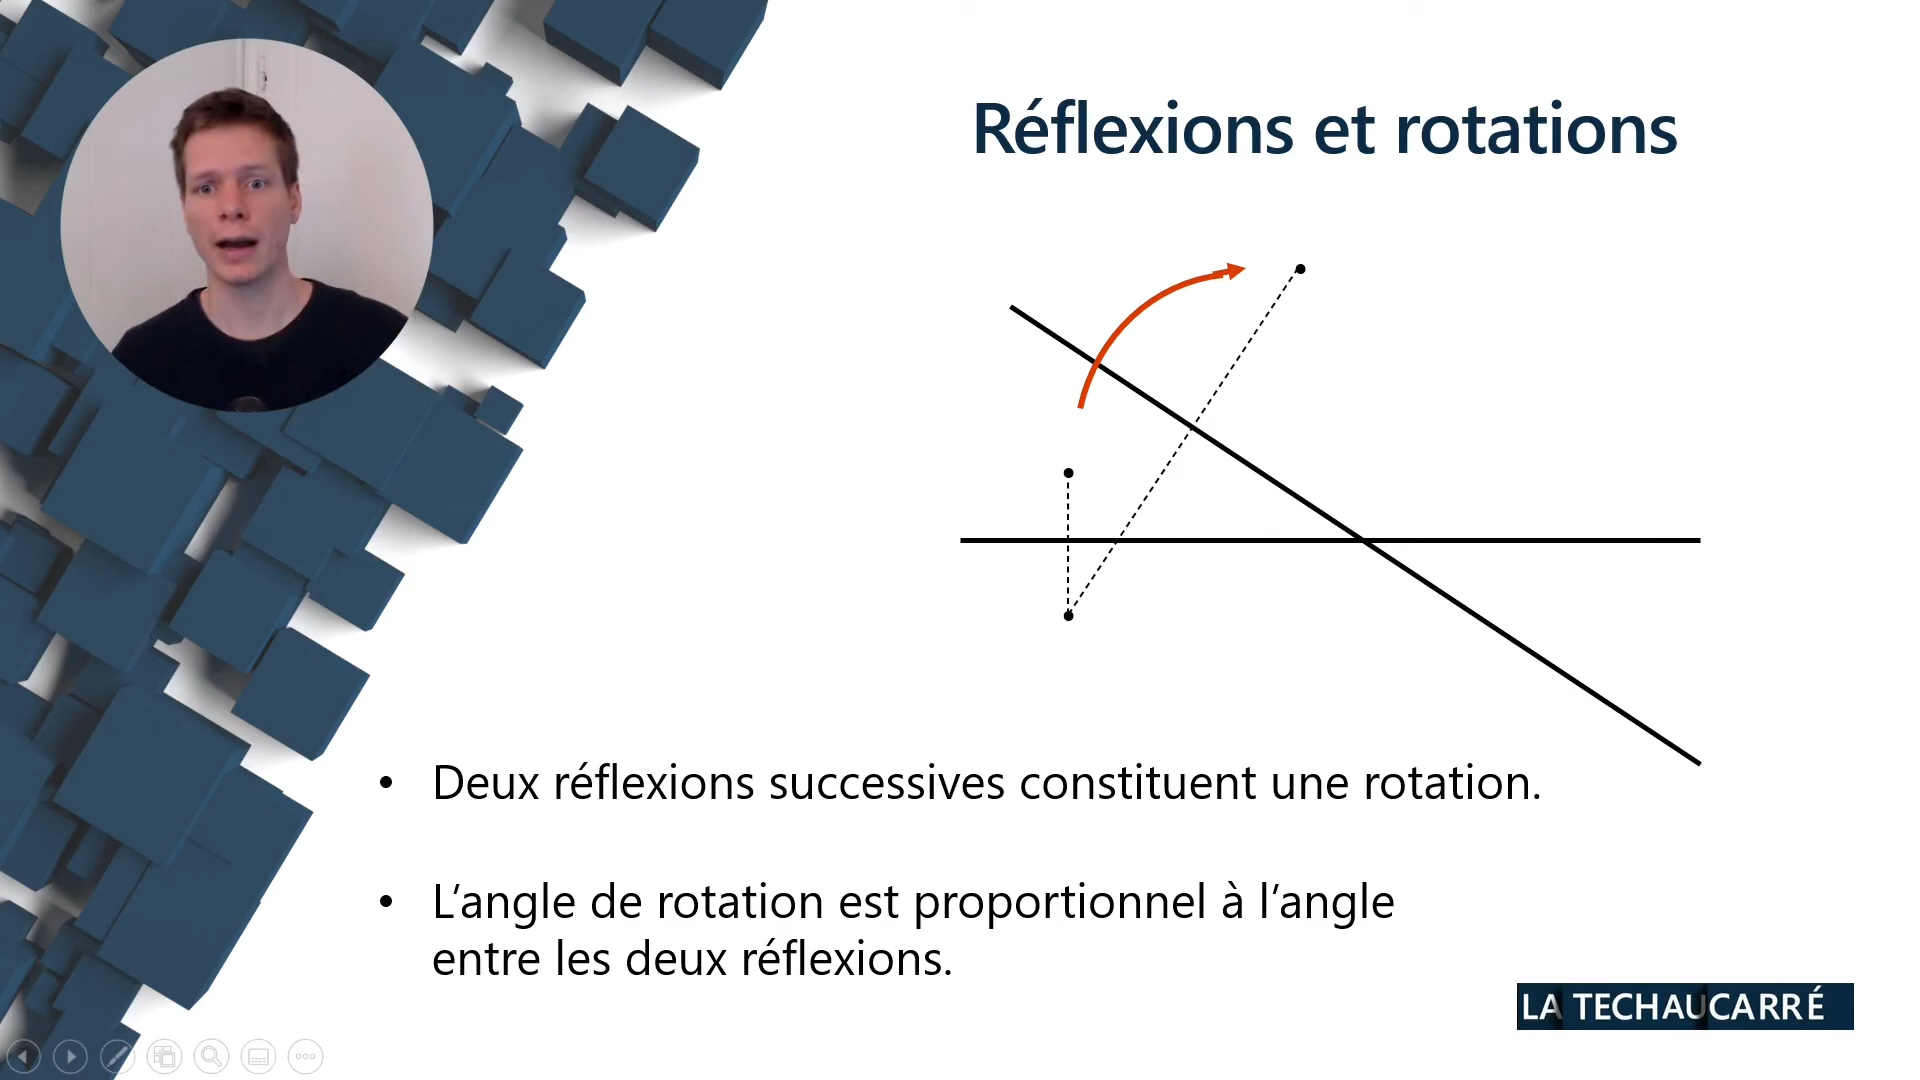 Réflexions et rotations
• Deux réflexions successives constituent une rotation.
• L’angle de rotation est proportionnel à l’angle
entre les deux réflexions.
LA TECHAUCARRÉ